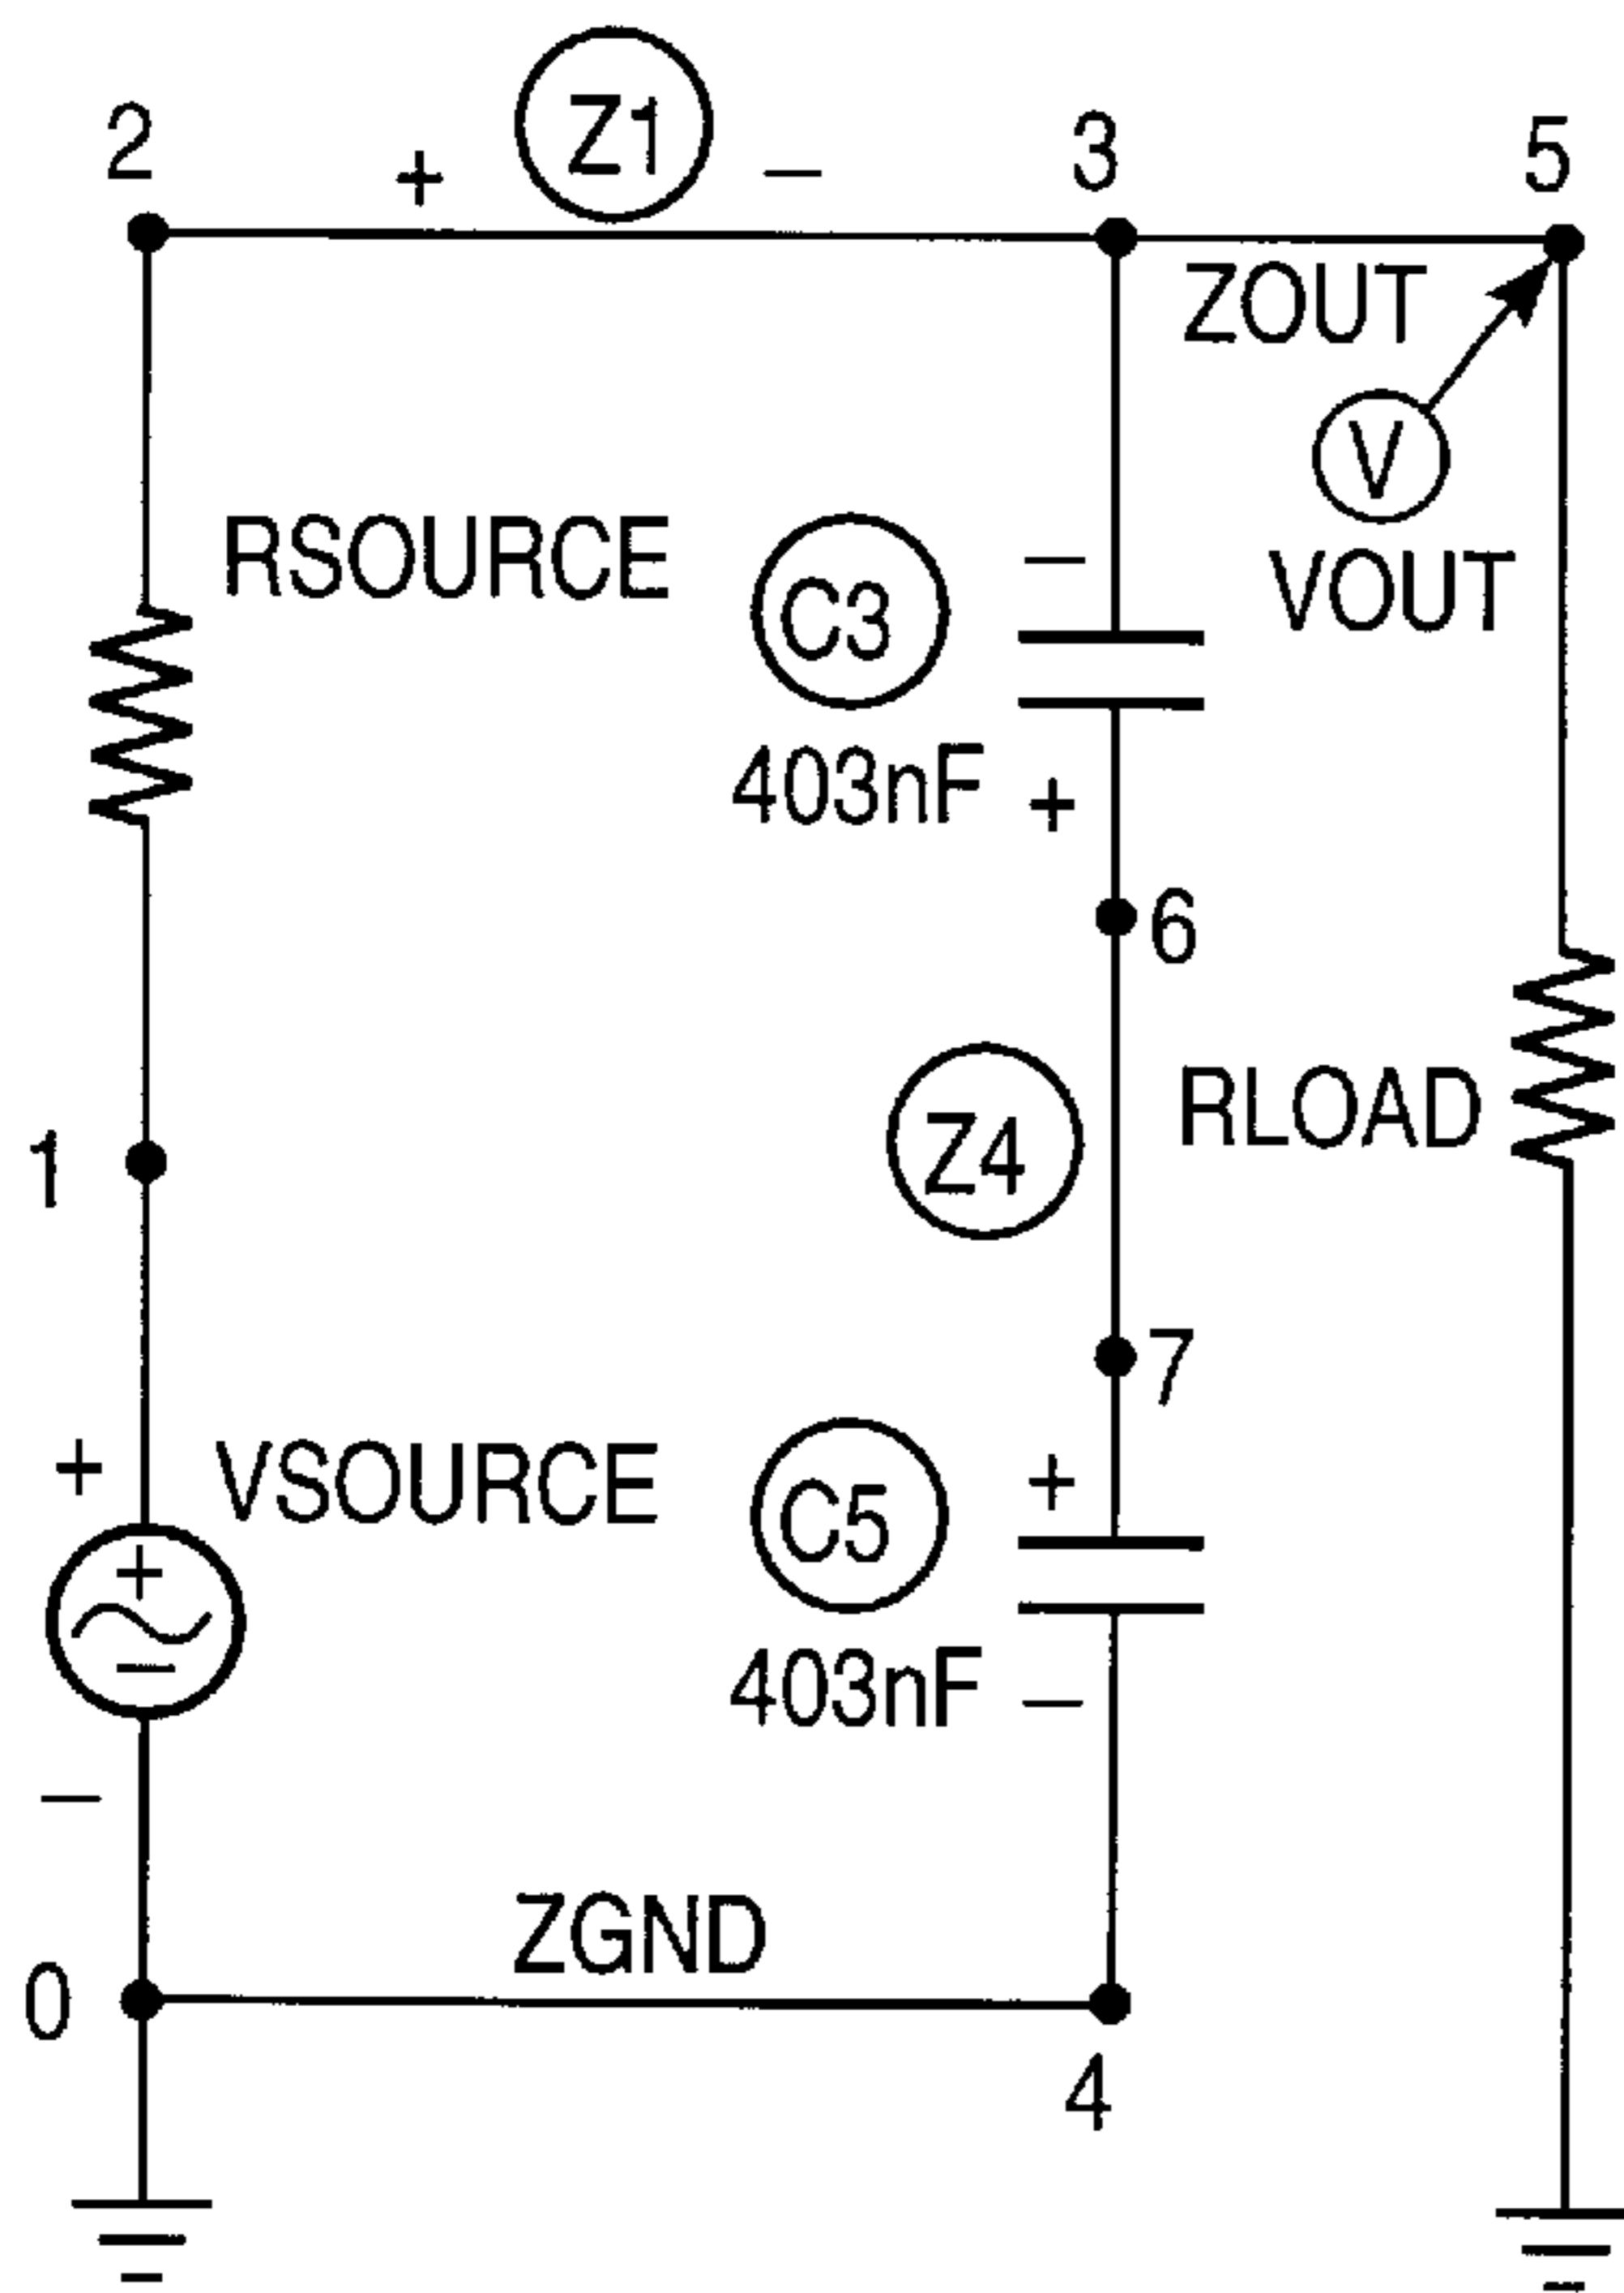 Z1
2
+
−
3
5
ZOUT
V
VOUT
RSOURCE
C3
−
403nF
+
6
Z4
RLOAD
1
7
+
VSOURCE
+
−
C5
+
403nF
−
−
ZGND
0
4